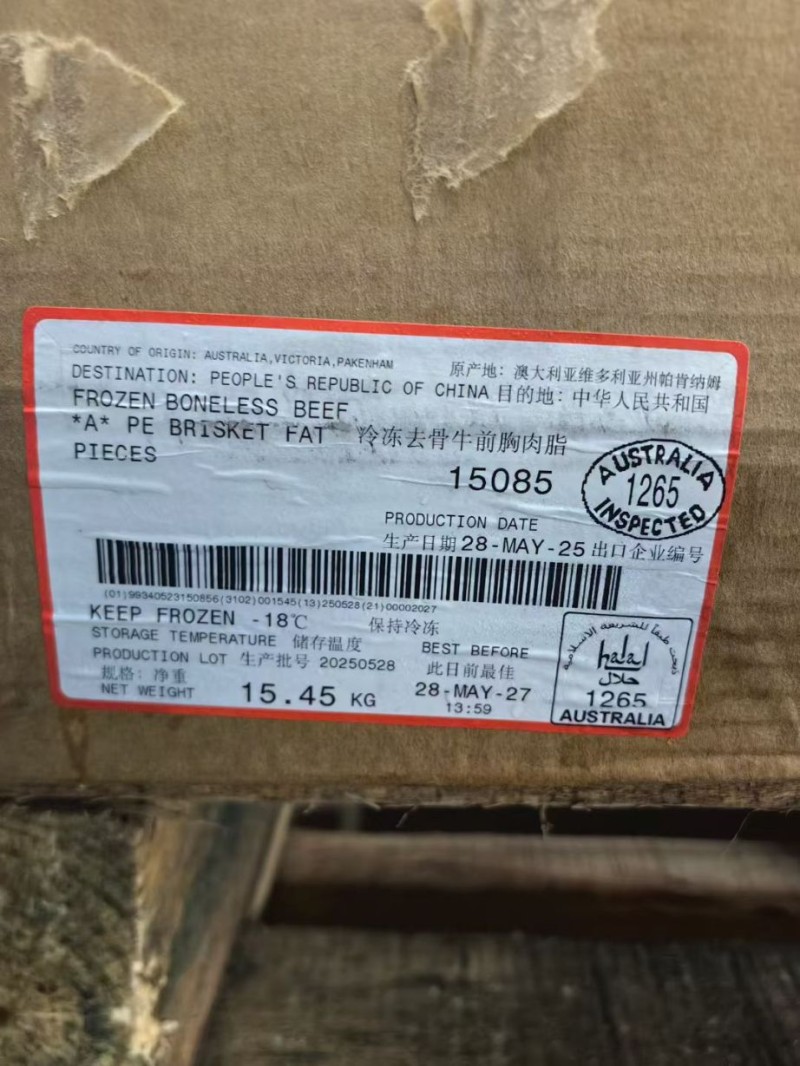 COUNTRY OF ORIGIN: AUSTRALIA,VICTORIA,PAKENHAM 原产地: 澳大利亚维多利亚州帕肯纳姆
DESTINATION: PEOPLE'S REPUBLIC OF CHINA 目的地: 中华人民共和国
FROZEN BONELESS BEEF
*A* PE BRISKET FAT 冷冻去骨牛前胸肉脂
PIECES
15085
AUSTRALIA
1265
INSPECTED
PRODUCTION DATE
生产日期 28-MAY-25 出口企业编号
(01)99340523150856(3102)001545(13)250528(21)00002027
KEEP FROZEN -18℃ 保持冷冻
STORAGE TEMPERATURE 储存温度
PRODUCTION LOT 生产批号 20250528
规格: 净重
NET WEIGHT 15.45 KG
BEST BEFORE
此日前最佳
28-MAY-27
13:59
ذبحت طبقا للشريعة الإسلامية
halal
حلال
1265
AUSTRALIA